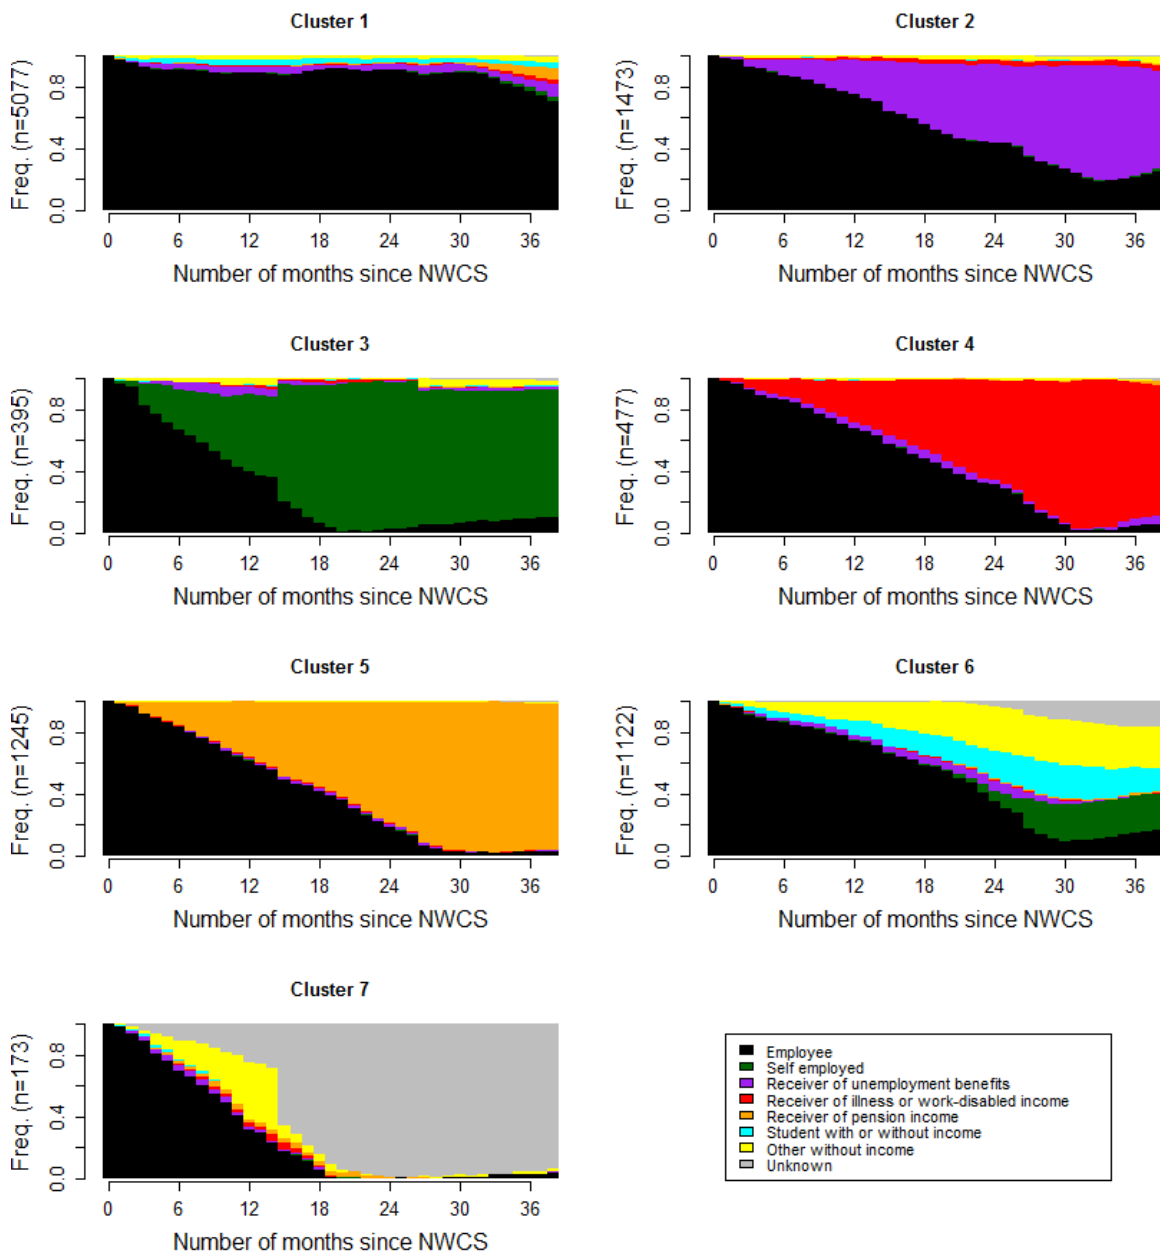 Cluster 1
Freq. (n=5077)
0.0 0.4 0.8
0 6 12 18 24 30 36
Number of months since NWCS
Cluster 2
Freq. (n=1473)
0.0 0.4 0.8
0 6 12 18 24 30 36
Number of months since NWCS
Cluster 3
Freq. (n=395)
0.0 0.4 0.8
0 6 12 18 24 30 36
Number of months since NWCS
Cluster 4
Freq. (n=477)
0.0 0.4 0.8
0 6 12 18 24 30 36
Number of months since NWCS
Cluster 5
Freq. (n=1245)
0.0 0.4 0.8
0 6 12 18 24 30 36
Number of months since NWCS
Cluster 6
Freq. (n=1122)
0.0 0.4 0.8
0 6 12 18 24 30 36
Number of months since NWCS
Cluster 7
Freq. (n=173)
0.0 0.4 0.8
0 6 12 18 24 30 36
Number of months since NWCS
Employee
Self employed
Receiver of unemployment benefits
Receiver of illness or work-disabled income
Receiver of pension income
Student with or without income
Other without income
Unknown